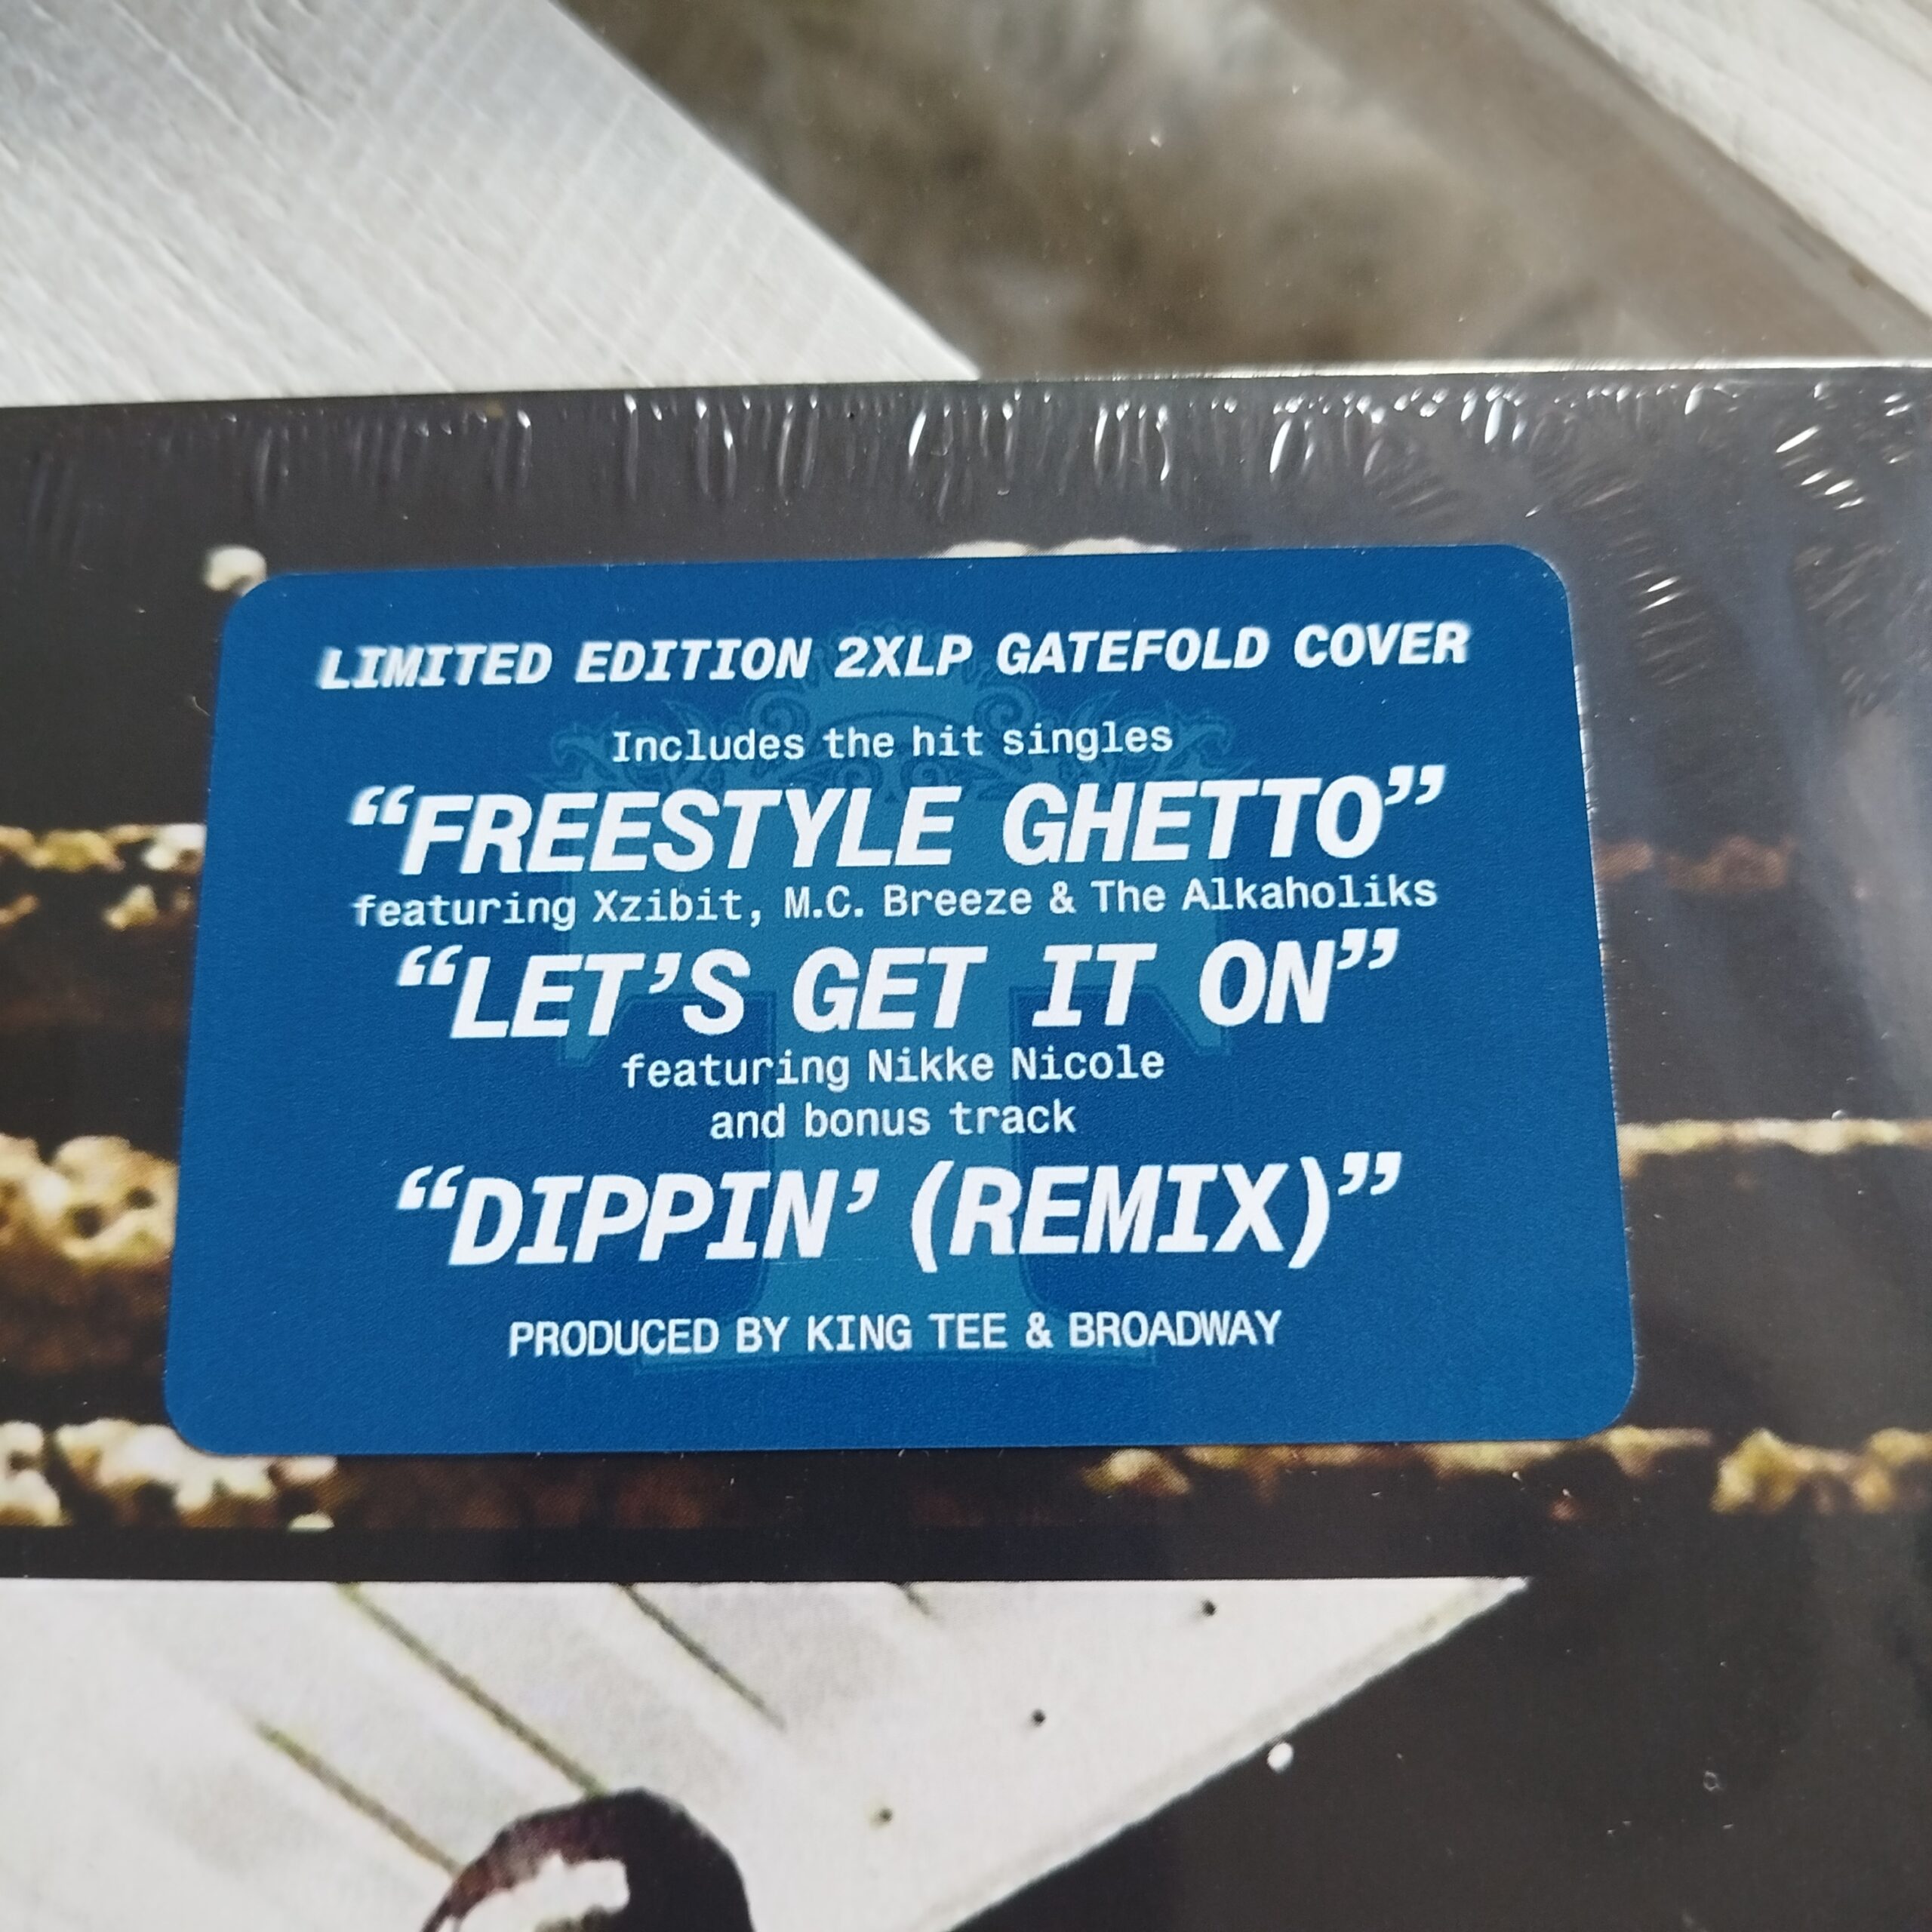 LIMITED EDITION 2XLP GATEFOLD COVER
Includes the hit singles
“FREESTYLE GHETTO”
featuring Xzibit, M.C. Breeze & The Alkaholiks
“LET’S GET IT ON”
featuring Nikke Nicole
and bonus track
“DIPPIN’ (REMIX)”
PRODUCED BY KING TEE & BROADWAY